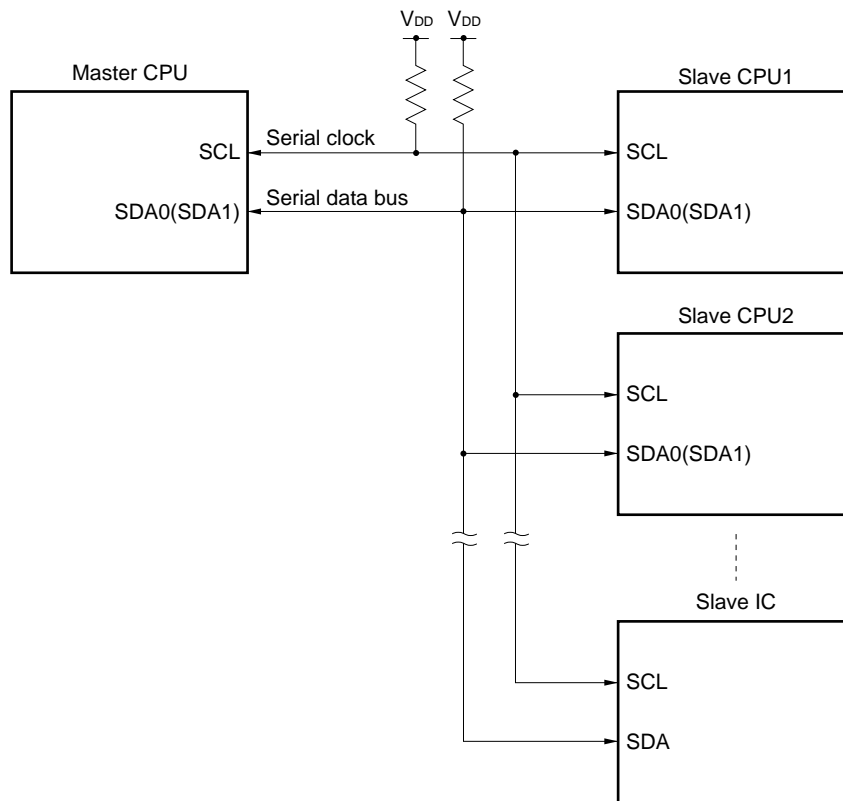 VDD VDD
Master CPU
Slave CPU1
SCL
Serial clock
SCL
SDA0(SDA1)
Serial data bus
SDA0(SDA1)
Slave CPU2
SCL
SDA0(SDA1)
Slave IC
SCL
SDA